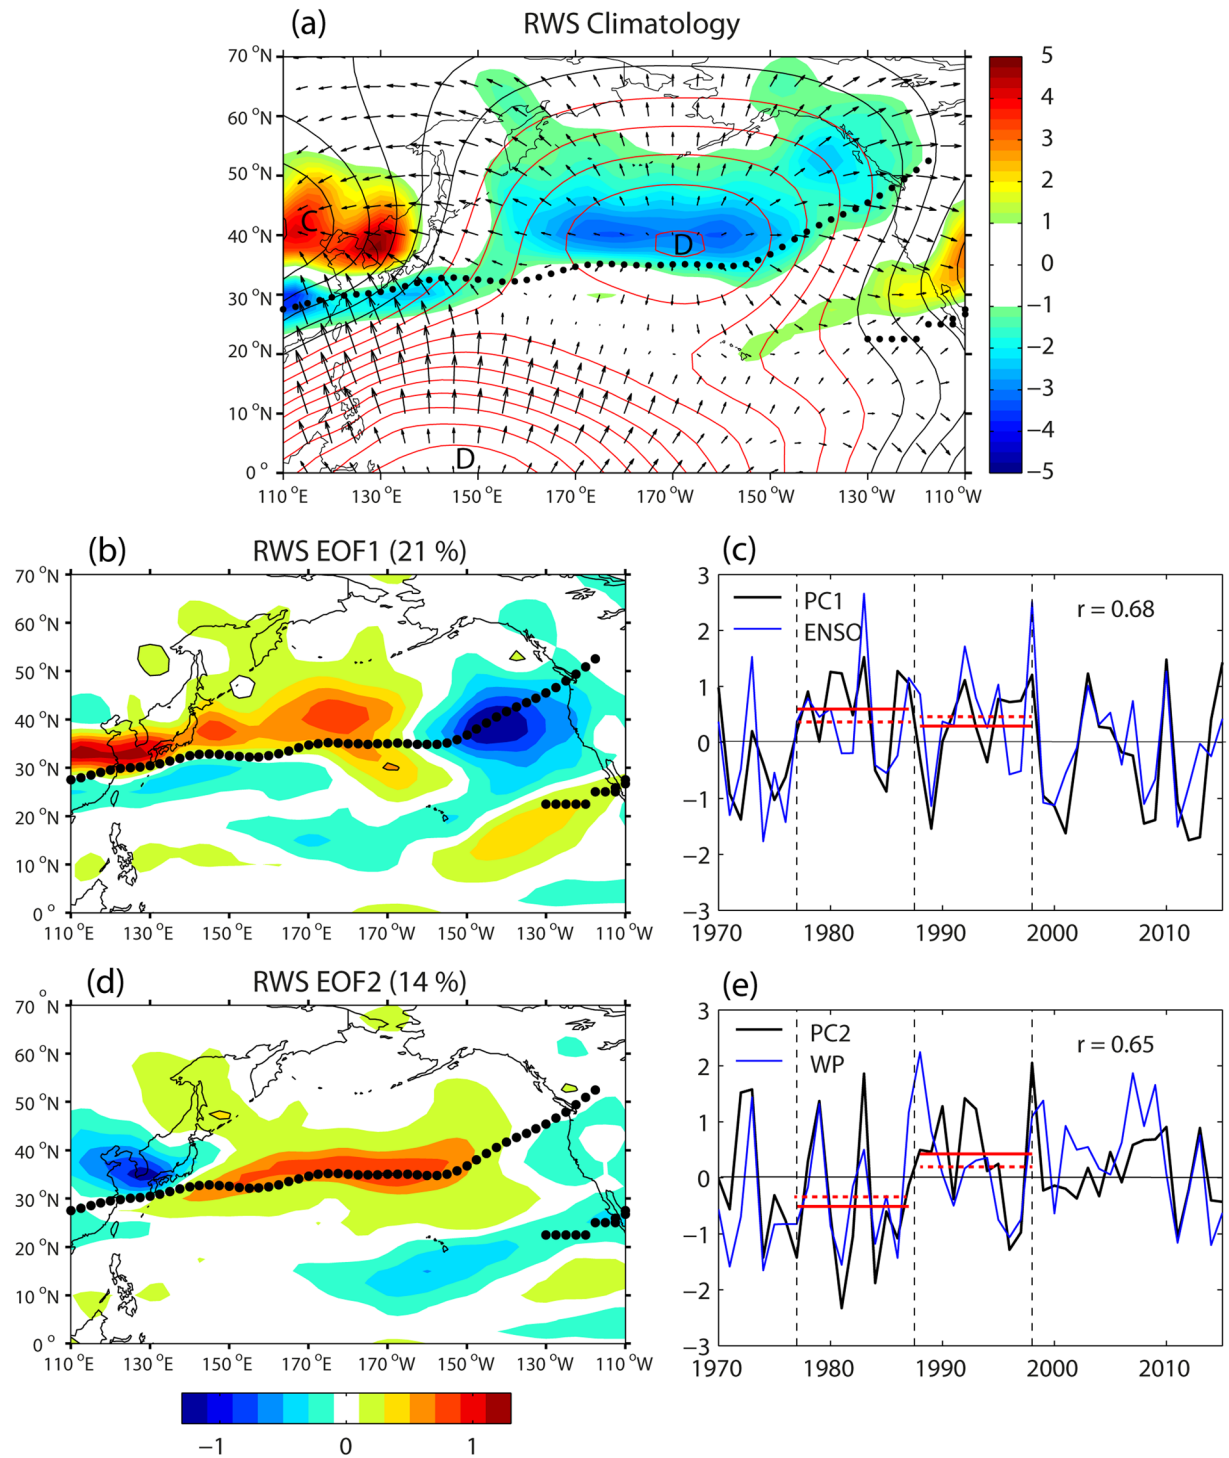 (a) RWS Climatology
70 °N
60 °N
50 °N
40 °N
30 °N
20 °N
10 °N
0 °
C
D
D
110 °E 130 °E 150 °E 170 °E 170 °W 150 °W 130 °W 110 °W
5
4
3
2
1
0
−1
−2
−3
−4
−5
(b) RWS EOF1 (21 %)
70 °N
60 °N
50 °N
40 °N
30 °N
20 °N
10 °N
0 °
110 °E 130 °E 150 °E 170 °E 170 °W 150 °W 130 °W 110 °W
(c)
PC1
ENSO
r = 0.68
3
2
1
0
−1
−2
−3
1970 1980 1990 2000 2010
(d) RWS EOF2 (14 %)
70 °N
60 °N
50 °N
40 °N
30 °N
20 °N
10 °N
0 °
110 °E 130 °E 150 °E 170 °E 170 °W 150 °W 130 °W 110 °W
−1 0 1
(e)
PC2
WP
r = 0.65
3
2
1
0
−1
−2
−3
1970 1980 1990 2000 2010